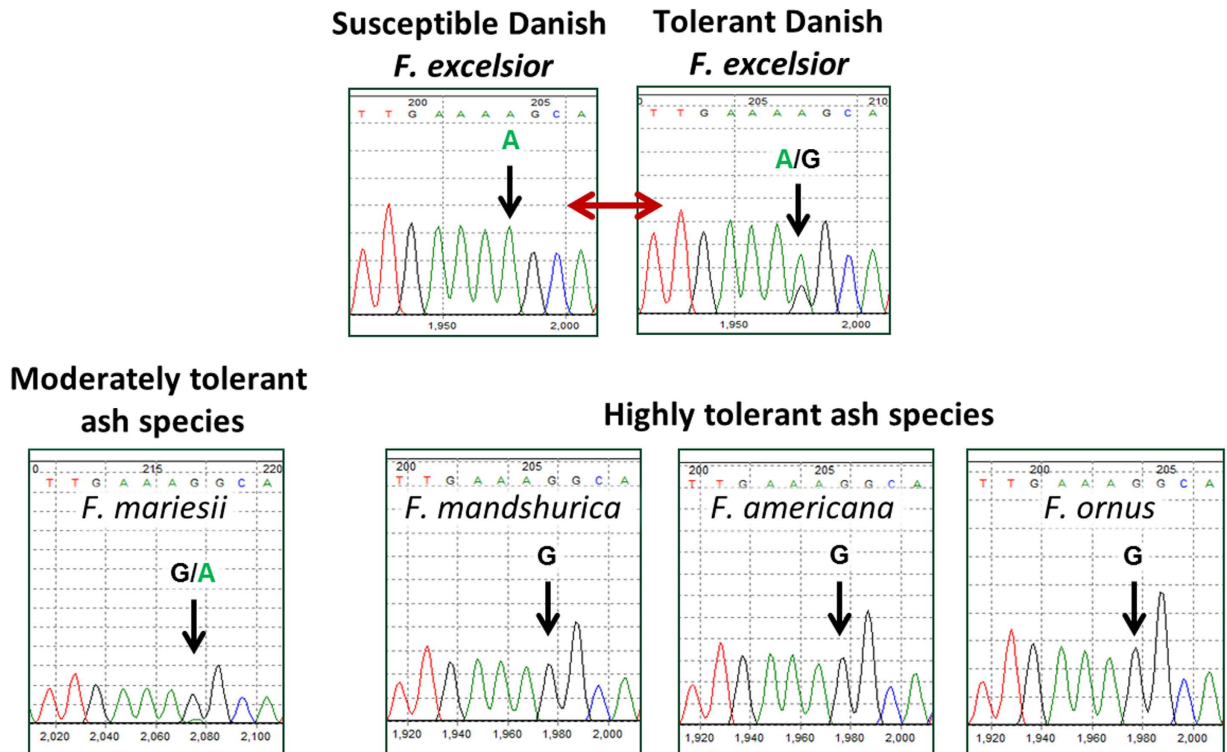 Susceptible Danish
F. excelsior
Tolerant Danish
F. excelsior
200 205
T T G A A A A G C A
A
1,950 2,000
0 205 210
T T G A A A A G C A
A/G
1,950 2,000
Moderately tolerant
ash species
Highly tolerant ash species
0 215 220
T T G A A A G G C A
F. mariesii
G/A
2,020 2,040 2,060 2,080 2,100
200 205
T T G A A A G G C A
F. mandshurica
G
1,920 1,940 1,960 1,980 2,000
200 205
T T G A A A G G C A
F. americana
G
1,920 1,940 1,960 1,980 2,000
200 205
T T G A A A G G C A
F. ornus
G
1,920 1,940 1,960 1,980 2,000